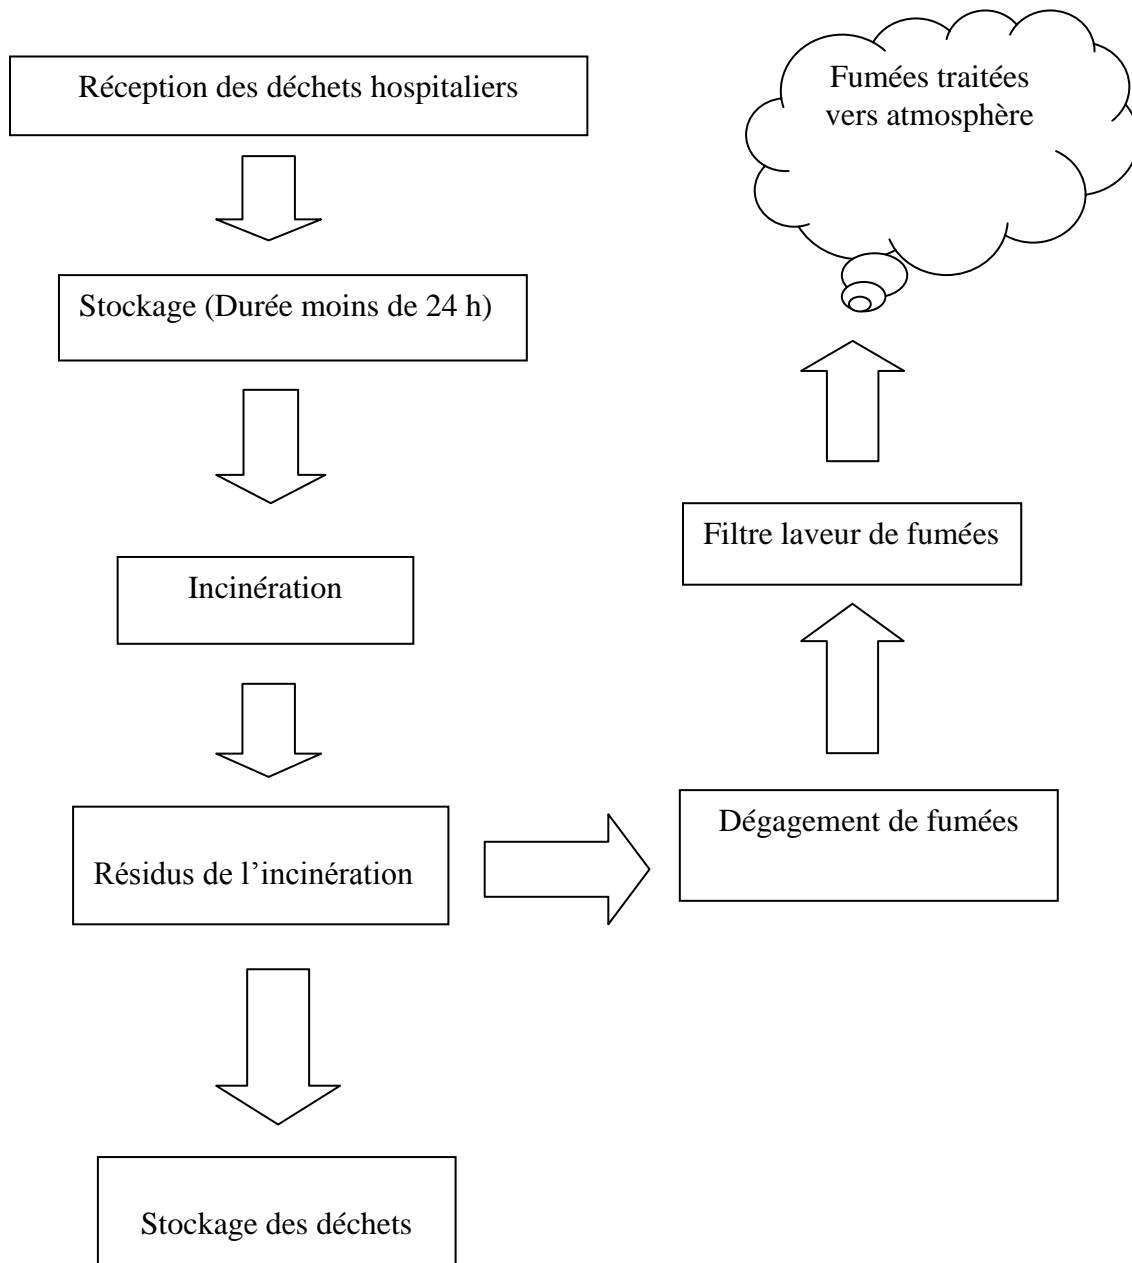 Réception des déchets hospitaliers
Stockage (Durée moins de 24 h)
Incinération
Résidus de l’incinération
Stockage des déchets
Dégagement de fumées
Filtre laveur de fumées
Fumées traitées
vers atmosphère